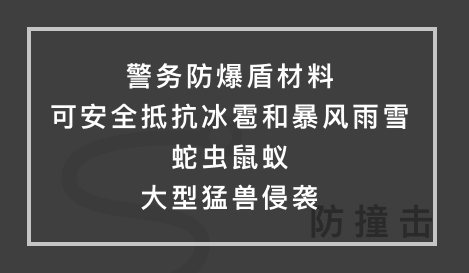 警务防爆盾材料
可安全抵抗冰雹和暴风雨雪
蛇虫鼠蚁
大型猛兽侵袭
防撞击